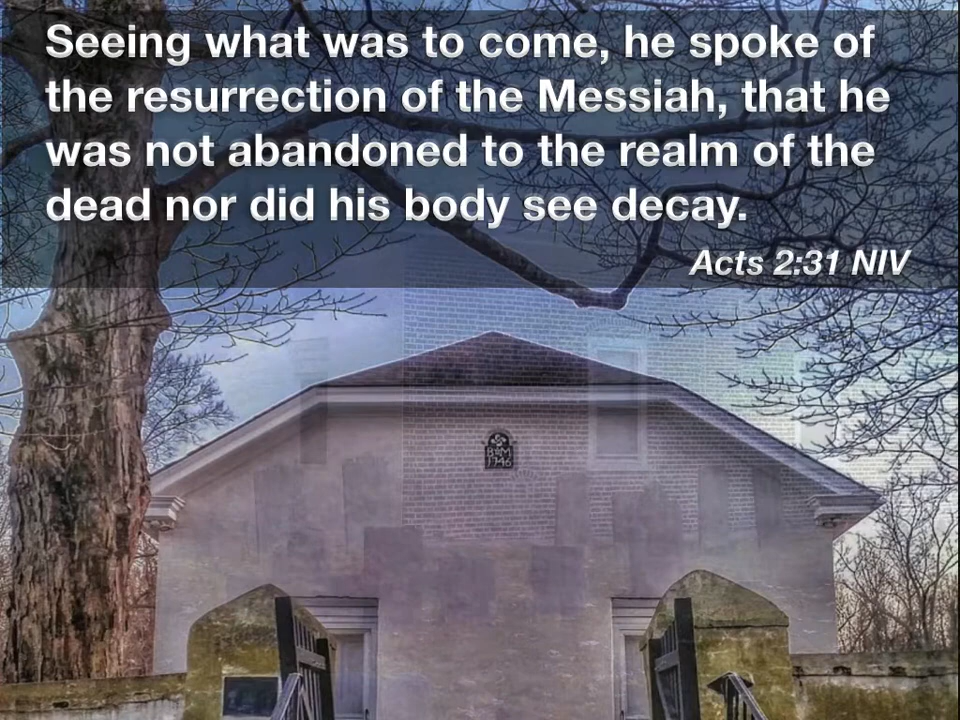 Seeing what was to come, he spoke of
the resurrection of the Messiah, that he
was not abandoned to the realm of the
dead nor did his body see decay.
Acts 2:31 NIV
B M
1746